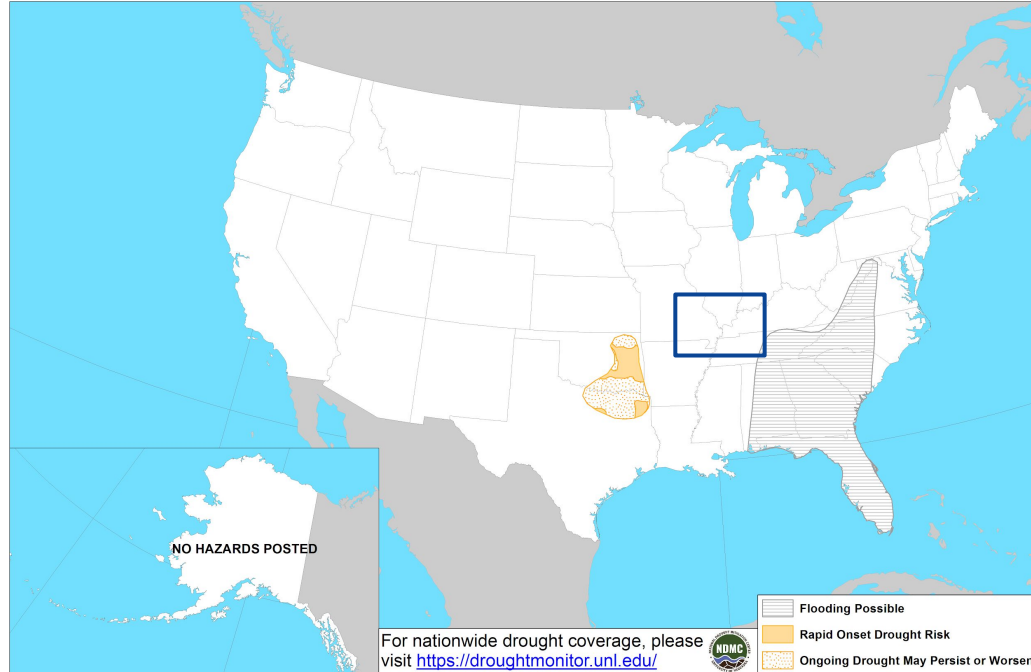 NO HAZARDS POSTED
For nationwide drought coverage, please
visit https://droughtmonitor.unl.edu/
NDMC
Flooding Possible
Rapid Onset Drought Risk
Ongoing Drought May Persist or Worsen